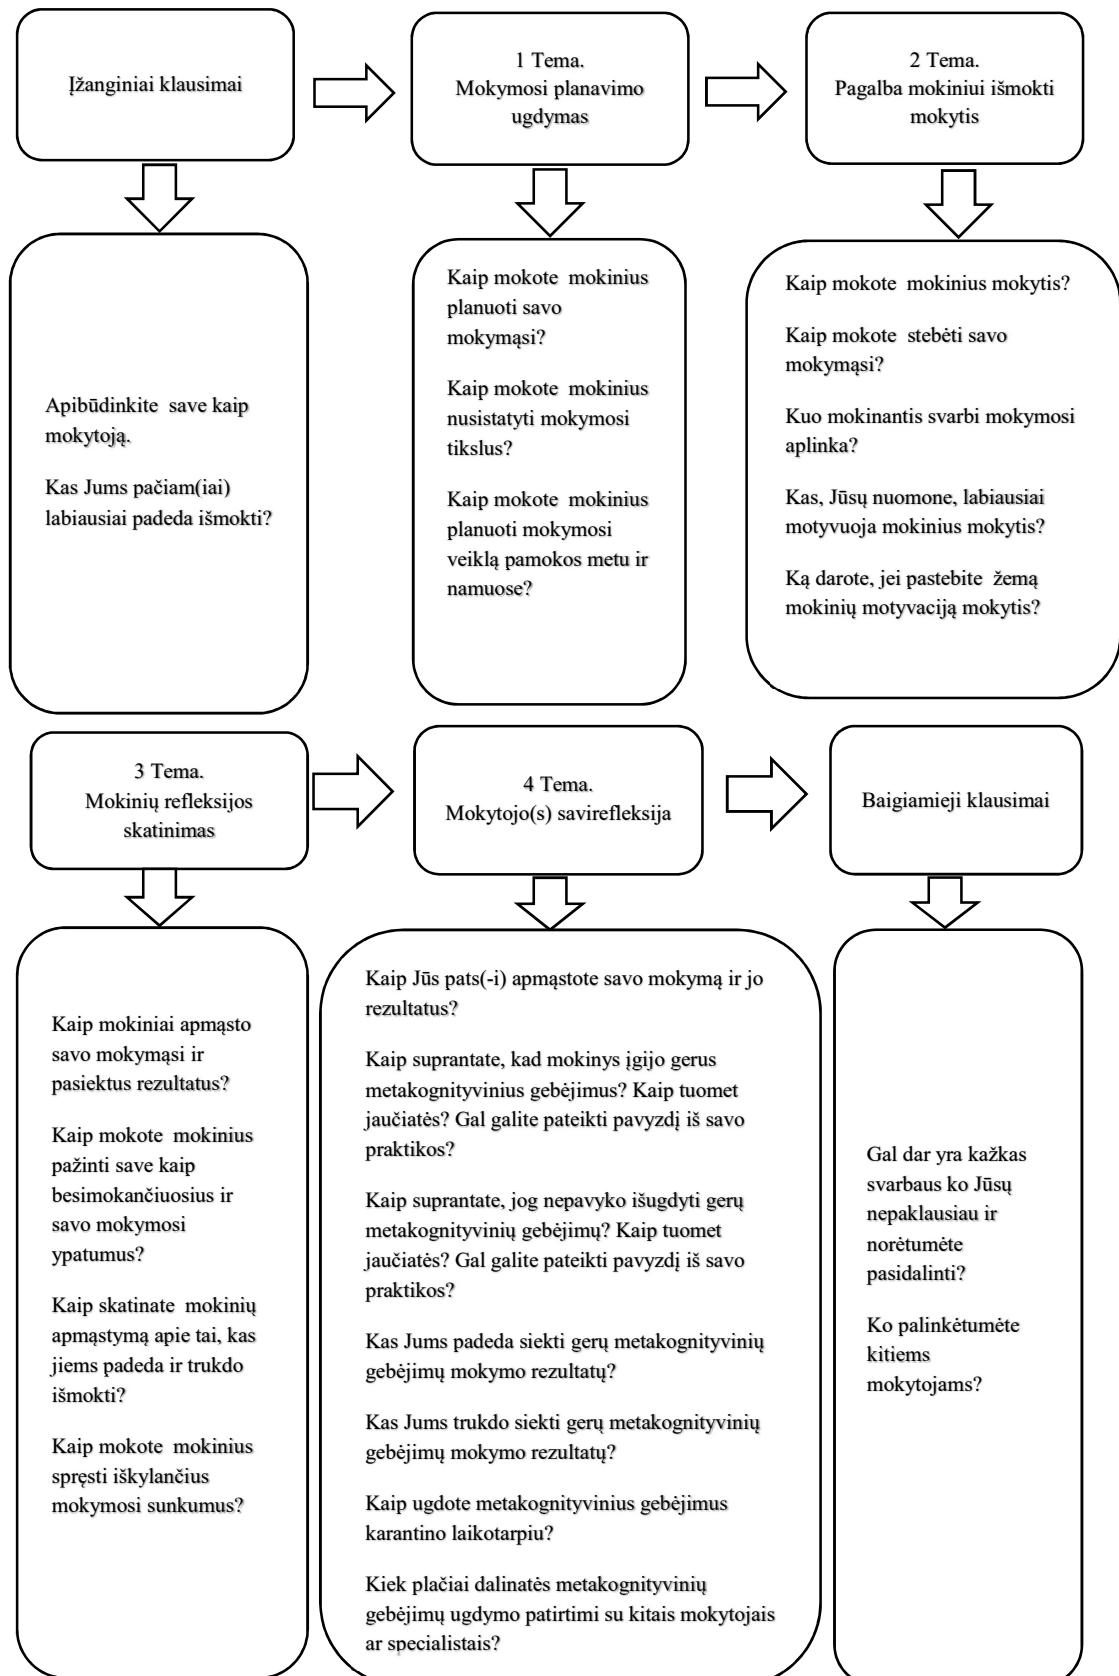 Įžanginiai klausimai
1 Tema.
Mokymosi planavimo
ugdymas
2 Tema.
Pagalba mokiniui išmokti
mokytis
Apibūdinkite save kaip
mokytoją.
Kas Jums pačiam(iai)
labiausiai padeda išmokti?
Kaip mokote mokinius
planuoti savo
mokymąsi?
Kaip mokote mokinius
nusistatyti mokymosi
tikslus?
Kaip mokote mokinius
planuoti mokymosi
veiklą pamokos metu ir
namuose?
Kaip mokote mokinius mokytis?
Kaip mokote stebėti savo
mokymąsi?
Kuo mokinantis svarbi mokymosi
aplinka?
Kas, Jūsų nuomone, labiausiai
motyvuoja mokinius mokytis?
Ką darote, jei pastebite žemą
mokinių motyvaciją mokytis?
3 Tema.
Mokinių refleksijos
skatinimas
4 Tema.
Mokytojo(s) savirefleksija
Baigiamieji klausimai
Kaip mokiniai apmąsto
savo mokymąsi ir
pasiektus rezultatus?
Kaip mokote mokinius
pažinti save kaip
besimokančiuosius ir
savo mokymosi
ypatumus?
Kaip skatinate mokinių
apmąstymą apie tai, kas
jiems padeda ir trukdo
išmokti?
Kaip mokote mokinius
spręsti iškylančius
mokymosi sunkumus?
Kaip Jūs pats(-i) apmąstote savo mokymą ir jo
rezultatus?
Kaip suprantate, kad mokinys įgijo gerus
metakognityvinius gebėjimus? Kaip tuomet
jaučiatės? Gal galite pateikti pavyzdį iš savo
praktikos?
Kaip suprantate, jog nepavyko išugdyti gerų
metakognityvinių gebėjimų? Kaip tuomet
jaučiatės? Gal galite pateikti pavyzdį iš savo
praktikos?
Kas Jums padeda siekti gerų metakognityvinių
gebėjimų mokymo rezultatų?
Kas Jums trukdo siekti gerų metakognityvinių
gebėjimų mokymo rezultatų?
Kaip ugdote metakognityvinius gebėjimus
karantino laikotarpiu?
Kiek plačiai dalinatės metakognityvinių
gebėjimų ugdymo patirtimi su kitais mokytojais
ar specialistais?
Gal dar yra kažkas
svarbaus ko Jūsų
nepaklausiau ir
norėtumėte
pasidalinti?
Ko palinkėtumėte
kitiems
mokytojams?